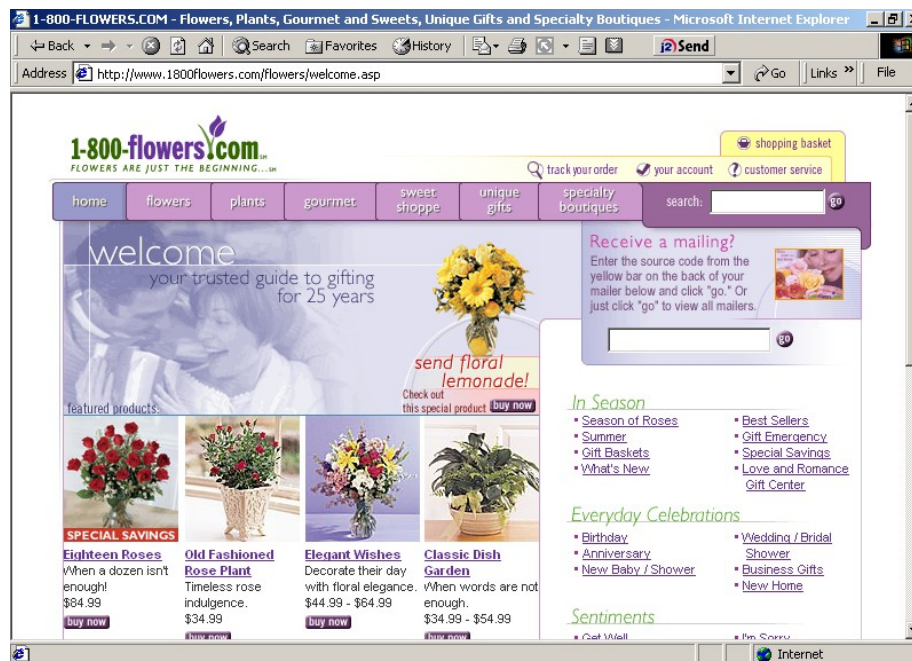 1-800-FLOWERS.COM - Flowers, Plants, Gourmet and Sweets, Unique Gifts and Specialty Boutiques - Microsoft Internet Explorer
Back Search Favorites History j2 Send
Address http://www.1800flowers.com/flowers/welcome.asp Go Links » File
1-800-flowers.com
FLOWERS ARE JUST THE BEGINNING...SM
shopping basket
track your order your account customer service
home flowers plants gourmet sweet shoppe unique gifts specialty boutiques search: go
welcome
your trusted guide to gifting
for 25 years
send floral
lemonade!
Check out
this special product buy now
featured products:
Receive a mailing?
Enter the source code from the
yellow bar on the back of your
mailer below and click "go." Or
just click "go" to view all mailers.
go
SPECIAL SAVINGS
Eighteen Roses
When a dozen isn't
enough!
$84.99
buy now
Old Fashioned
Rose Plant
Timeless rose
indulgence.
$34.99
buy now
Elegant Wishes
Decorate their day
with floral elegance.
$44.99 - $64.99
buy now
Classic Dish
Garden
When words are not
enough.
$34.99 - $54.99
buy now
In Season
Season of Roses
Summer
Gift Baskets
What's New
Best Sellers
Gift Emergency
Special Savings
Love and Romance
Gift Center
Everyday Celebrations
Birthday
Anniversary
New Baby / Shower
Wedding / Bridal
Shower
Business Gifts
New Home
Sentiments
Get Well
I'm Sorry
Internet